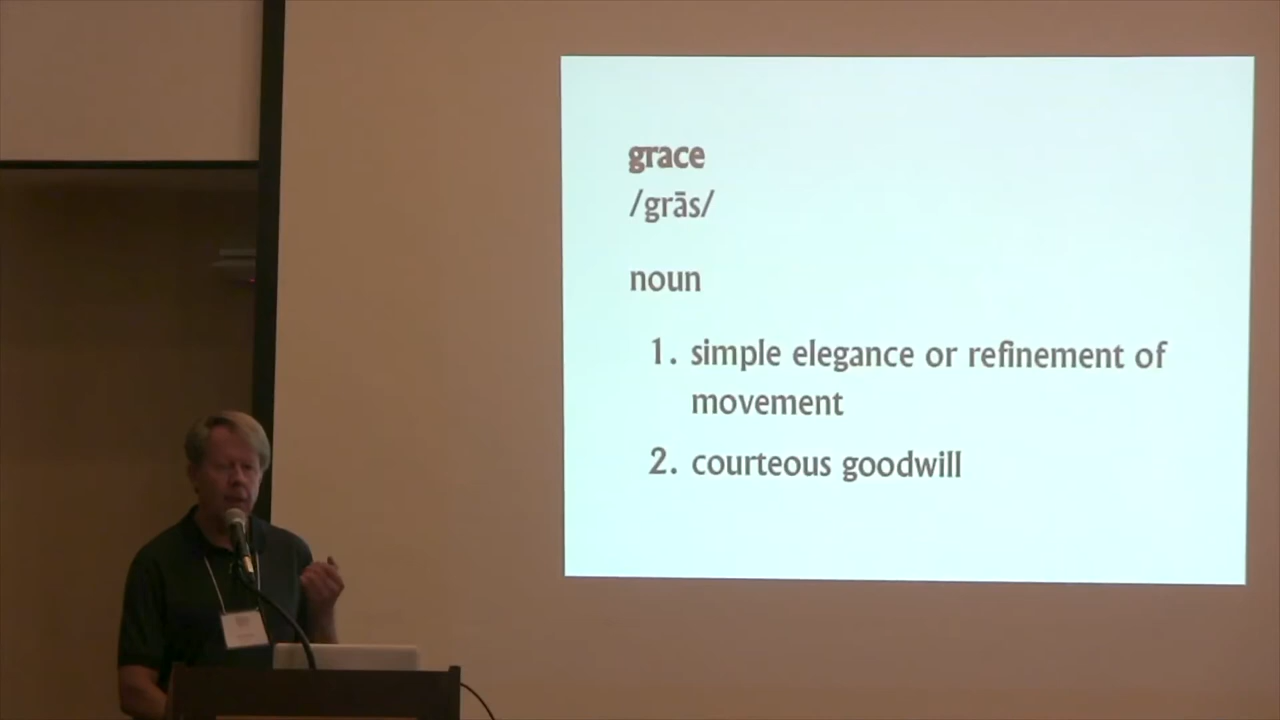 grace
/grās/
noun
1. simple elegance or refinement of
movement
2. courteous goodwill